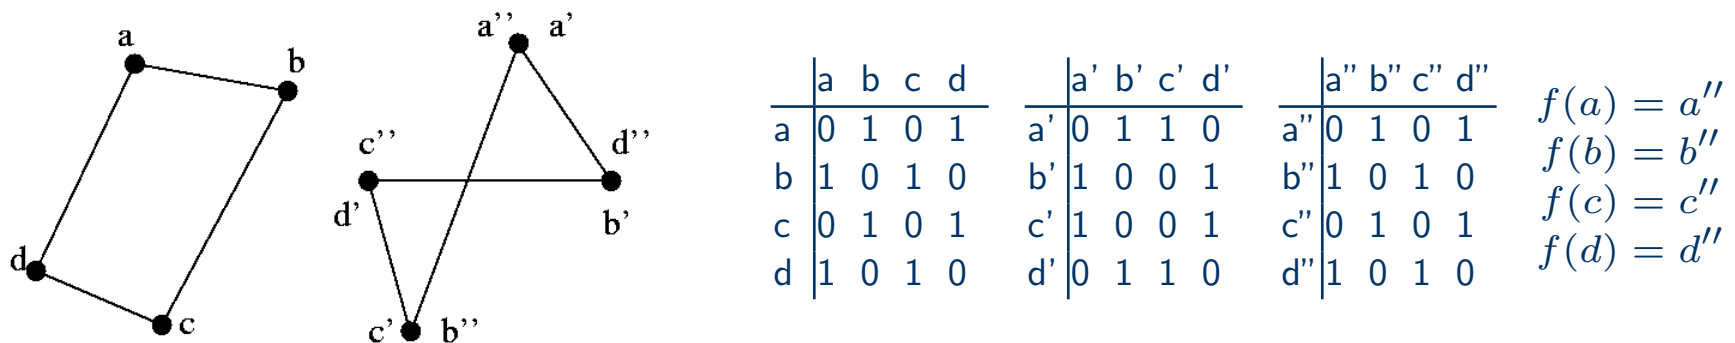 a
b
c
d
a'' a'
c'' d''
d' b'
c' b''
a b c d
a 0 1 0 1
b 1 0 1 0
c 0 1 0 1
d 1 0 1 0
a' b' c' d'
a' 0 1 1 0
b' 1 0 0 1
c' 1 0 0 1
d' 0 1 1 0
a" b" c" d"
a" 0 1 0 1
b" 1 0 1 0
c" 0 1 0 1
d" 1 0 1 0
f(a) = a″
f(b) = b″
f(c) = c″
f(d) = d″